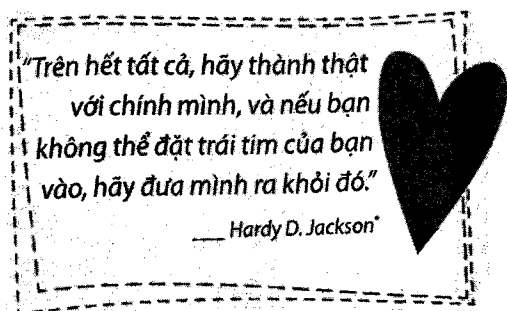 “Trên hết tất cả, hãy thành thật
với chính mình, và nếu bạn
không thể đặt trái tim của bạn
vào, hãy đưa mình ra khỏi đó.”
___ Hardy D. Jackson*